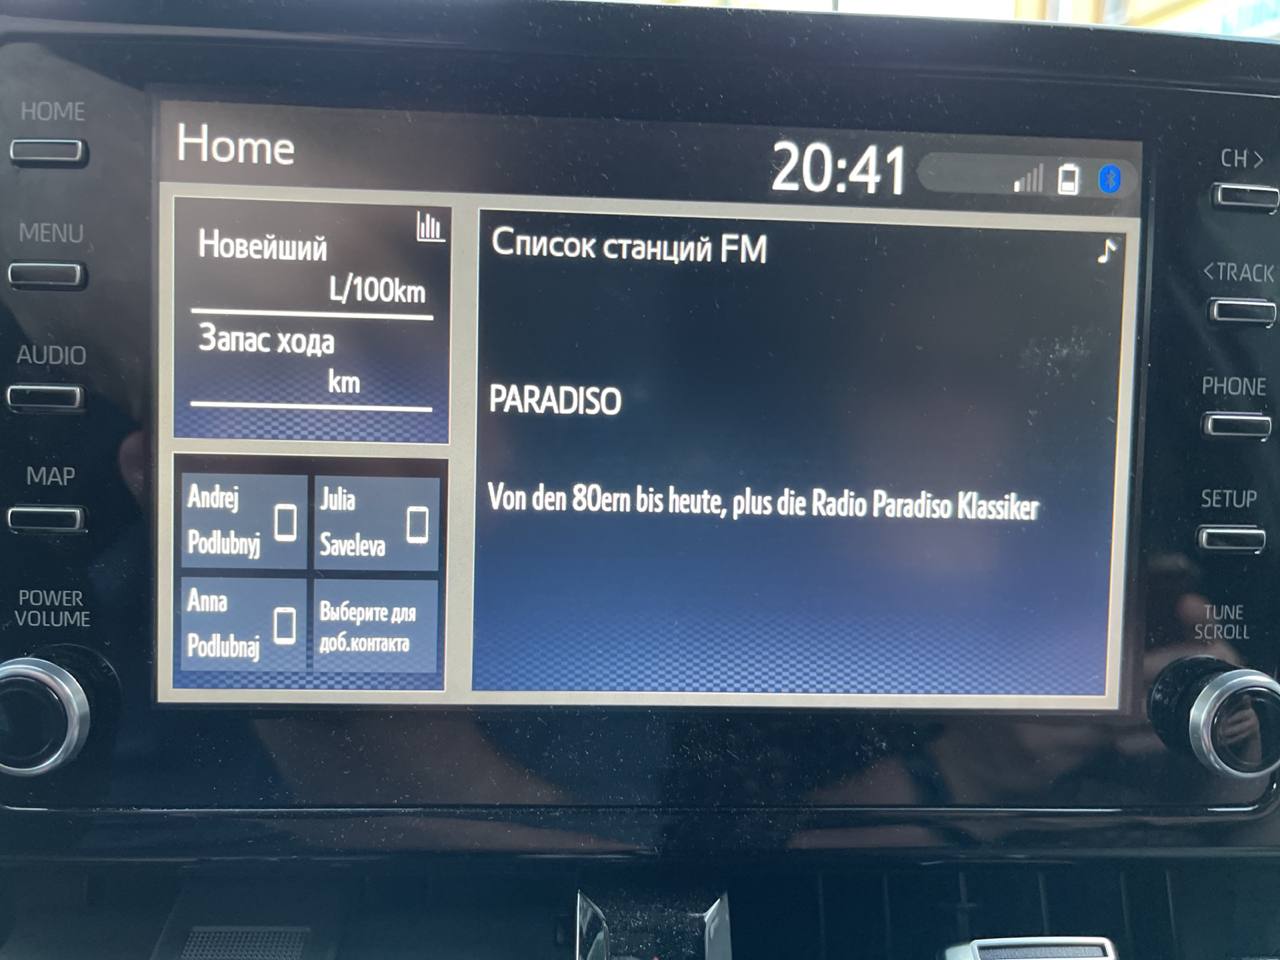 HOME
MENU
AUDIO
MAP
POWER
VOLUME
Home
20:41
Новейший
L/100km
Запас хода
km
Andrej
Podlubnyj
Julia
Saveleva
Anna
Podlubnaj
Выберите для
доб.контакта
Список станций FM
PARADISO
Von den 80ern bis heute, plus die Radio Paradiso Klassiker
CH >
< TRACK
PHONE
SETUP
TUNE
SCROLL